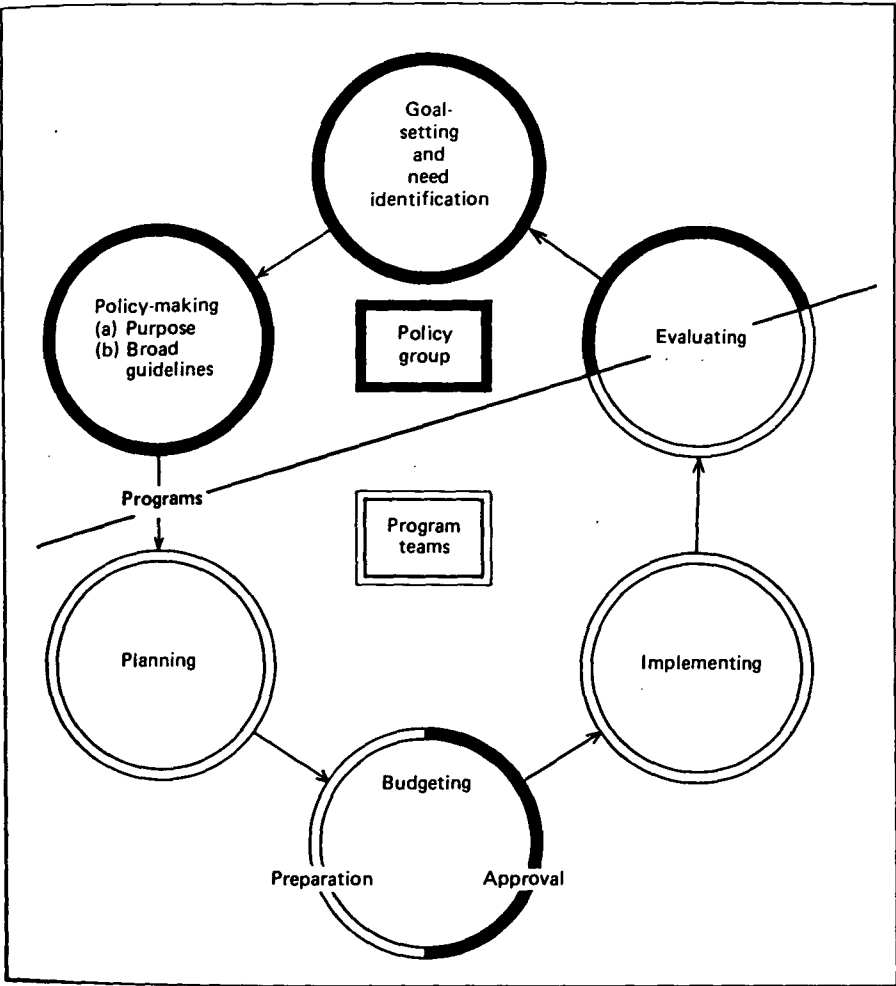 Goal-
setting
and
need
identification
Policy-making
(a) Purpose
(b) Broad
guidelines
Policy
group
Evaluating
Programs
Program
teams
Planning
Implementing
Budgeting
Preparation
Approval